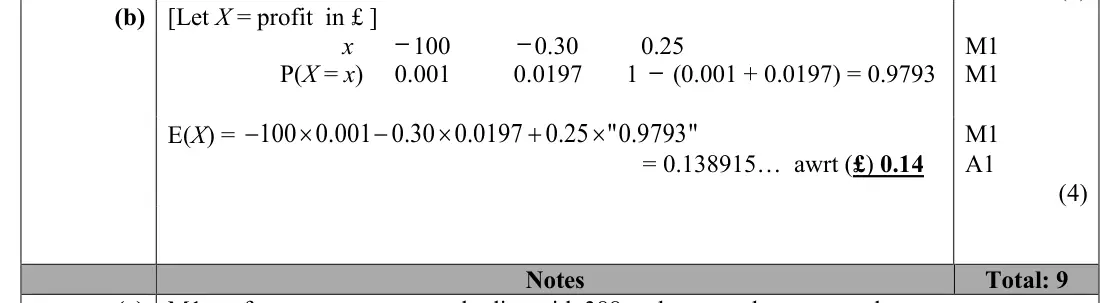 (b) [Let X = profit in £ ]
x −100 −0.30 0.25 M1
P(X = x) 0.001 0.0197 1 − (0.001 + 0.0197) = 0.9793 M1
E(X) = −100×0.001−0.30×0.0197+0.25×"0.9793" M1
= 0.138915… awrt (£) 0.14 A1
(4)
Notes Total: 9